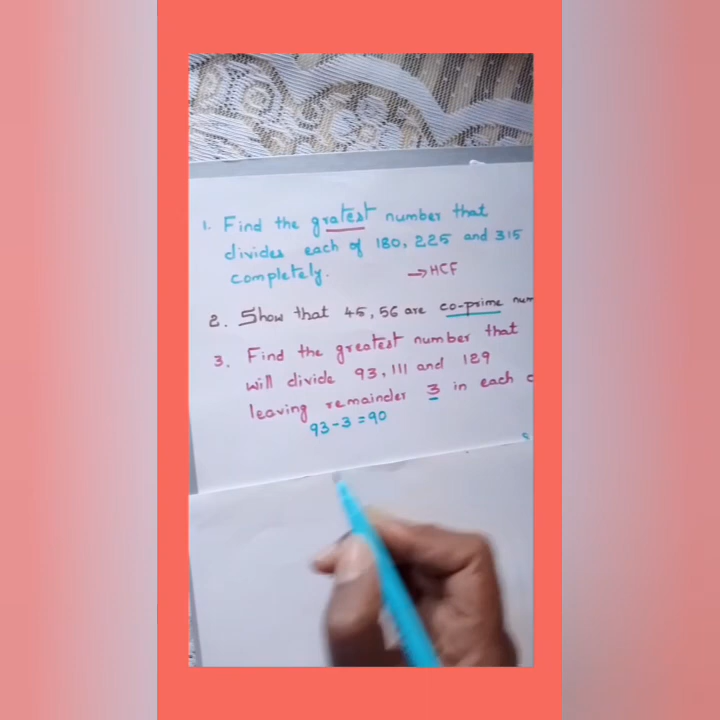 1. Find the gratest number that
divides each of 180, 225 and 315
completely.
→HCF
2. Show that 45, 56 are co-prime num
3. Find the greatest number that
will divide 93, 111 and 129
leaving remainder 3 in each c
93-3=90